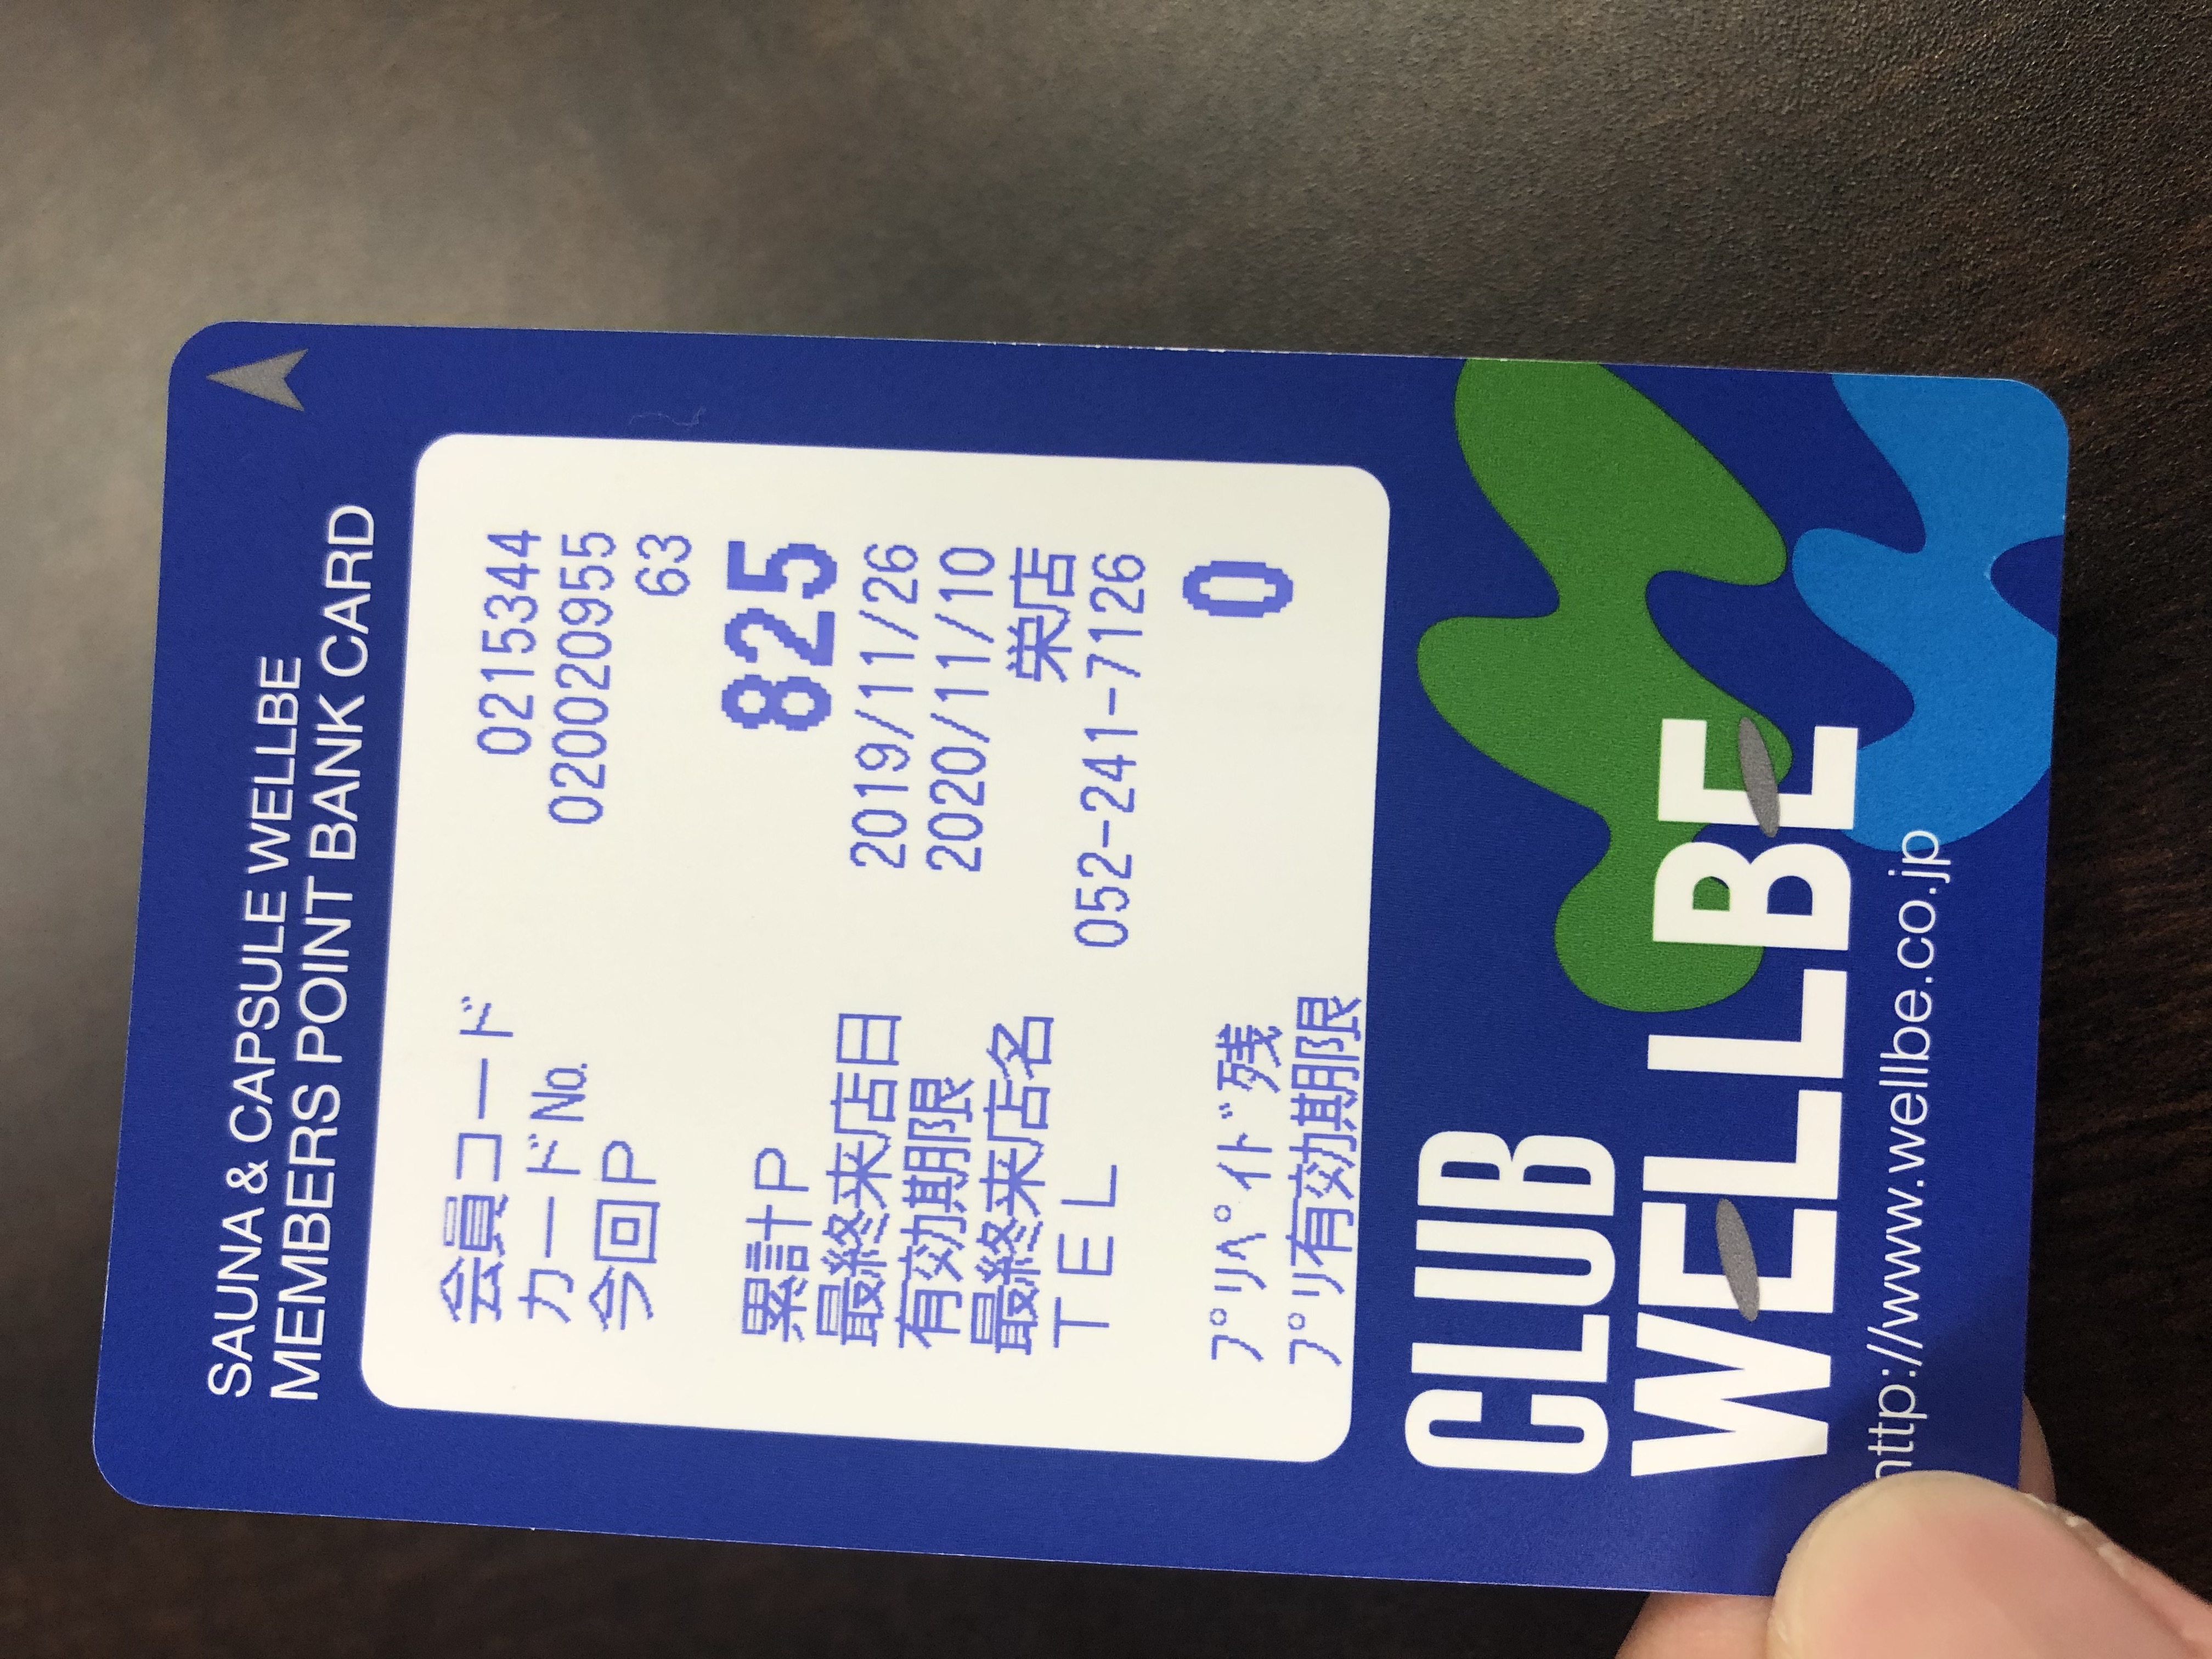 SAUNA & CAPSULE WELLBE
MEMBERS POINT BANK CARD
会員コード 0215344
カードNo. 0200020955
今回P 63
累計P 825
最終来店日 2019/11/26
有効期限 2020/11/10
最終来店名 栄店
TEL 052-241-7126
ﾌﾟﾘﾍﾟｲﾄﾞ残 0
ﾌﾟﾘ有効期限
CLUB
WELLBE
http://www.wellbe.co.jp